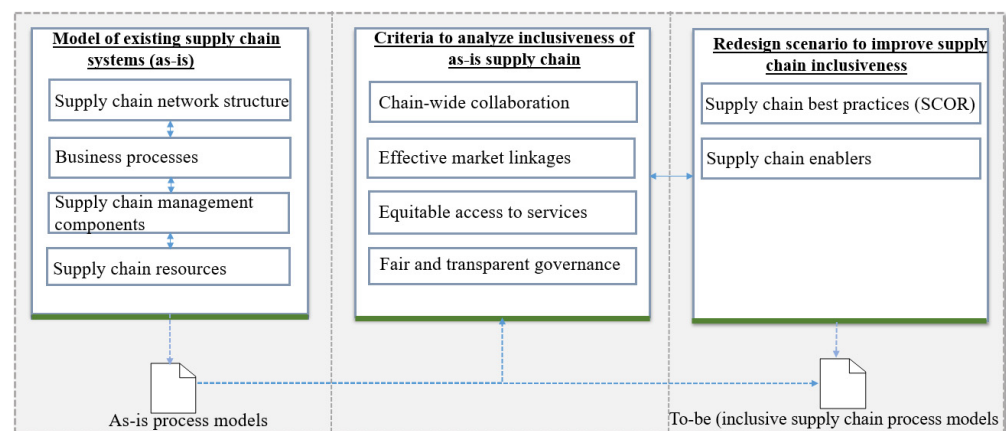 Model of existing supply chain
systems (as-is)
Supply chain network structure
Business processes
Supply chain management
components
Supply chain resources
As-is process models
Criteria to analyze inclusiveness of
as-is supply chain
Chain-wide collaboration
Effective market linkages
Equitable access to services
Fair and transparent governance
Redesign scenario to improve supply
chain inclusiveness
Supply chain best practices (SCOR)
Supply chain enablers
To-be (inclusive supply chain process models